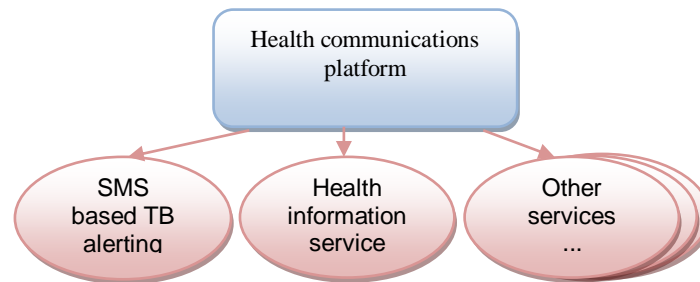 Health communications
platform
SMS
based TB
alerting
Health
information
service
Other
services
...